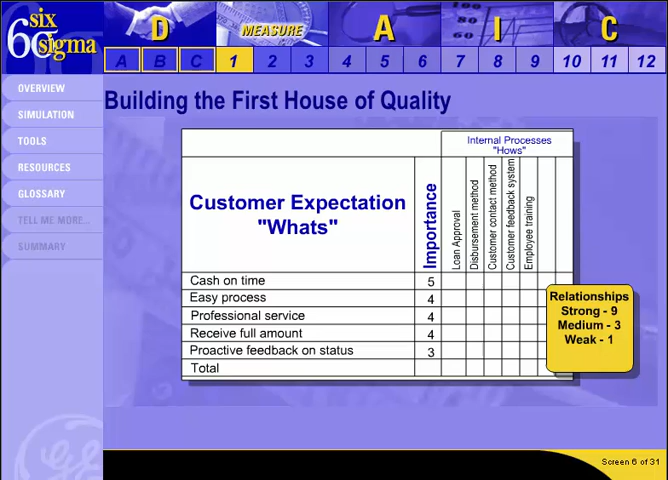 six
6σ sigma
D
MEASURE
A
I
C
100
80
60
A B C 1 2 3 4 5 6 7 8 9 10 11 12
OVERVIEW
SIMULATION
TOOLS
RESOURCES
GLOSSARY
TELL ME MORE...
SUMMARY
Building the First House of Quality
Internal Processes
"Hows"
Customer Expectation
"Whats"
Importance
Loan Approval
Disbursement method
Customer contact method
Customer feedback system
Employee training
Cash on time 5
Easy process 4
Professional service 4
Receive full amount 4
Proactive feedback on status 3
Total
Relationships
Strong - 9
Medium - 3
Weak - 1
Screen 6 of 31